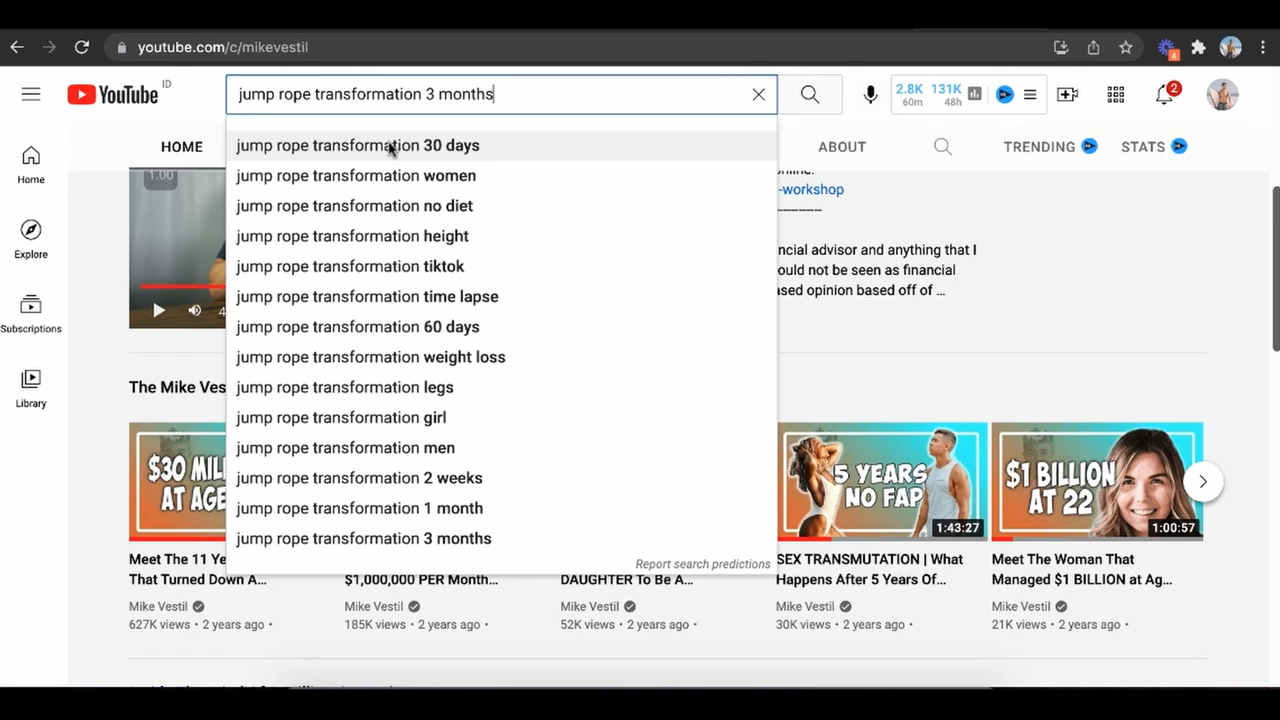 youtube.com/c/mikevestil
4
YouTube ID
jump rope transformation 3 months
2.8K 131K
60m 48h
2
HOME
ABOUT
TRENDING
STATS
Home
Explore
Subscriptions
Library
1.00
jump rope transformation 30 days
jump rope transformation women
jump rope transformation no diet
jump rope transformation height
jump rope transformation tiktok
jump rope transformation time lapse
jump rope transformation 60 days
jump rope transformation weight loss
jump rope transformation legs
jump rope transformation girl
jump rope transformation men
jump rope transformation 2 weeks
jump rope transformation 1 month
jump rope transformation 3 months
Report search predictions
online.
-workshop
----------
ncial advisor and anything that I
ould not be seen as financial
ased opinion based off of ...
4
The Mike Ves
$30 MIL
AT AGE
5 YEARS
NO FAP
1:43:27
$1 BILLION
AT 22
1:00:57
Meet The 11 Ye
That Turned Down A...
Mike Vestil
627K views • 2 years ago •
$1,000,000 PER Month...
Mike Vestil
185K views • 2 years ago •
DAUGHTER To Be A...
Mike Vestil
52K views • 2 years ago •
SEX TRANSMUTATION | What
Happens After 5 Years Of...
Mike Vestil
30K views • 2 years ago •
Meet The Woman That
Managed $1 BILLION at Ag...
Mike Vestil
21K views • 2 years ago •